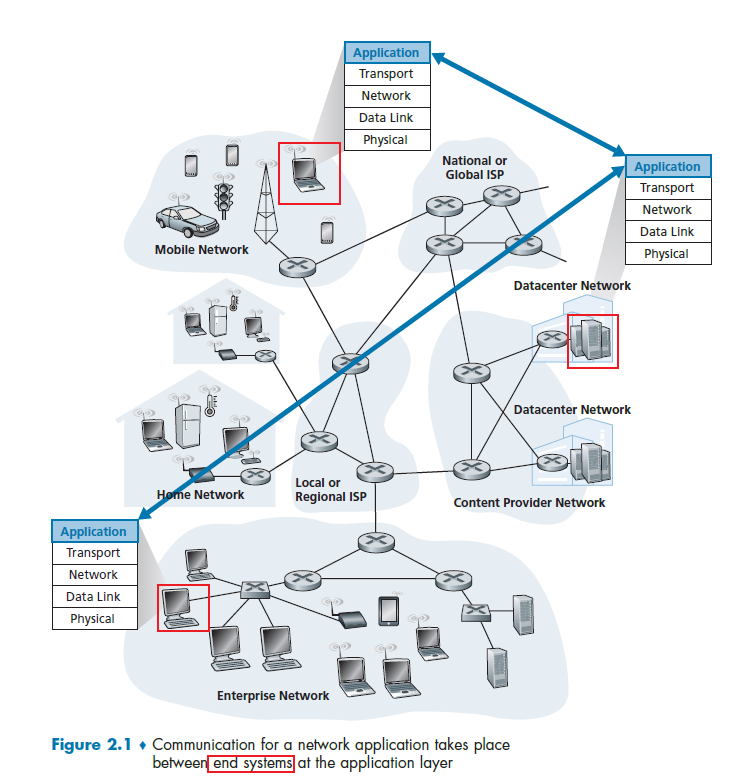 Application
Transport
Network
Data Link
Physical
National or
Global ISP
Application
Transport
Network
Data Link
Physical
Mobile Network
Datacenter Network
Datacenter Network
Home Network
Local or
Regional ISP
Content Provider Network
Application
Transport
Network
Data Link
Physical
Enterprise Network
Figure 2.1 ♦ Communication for a network application takes place
between end systems at the application layer